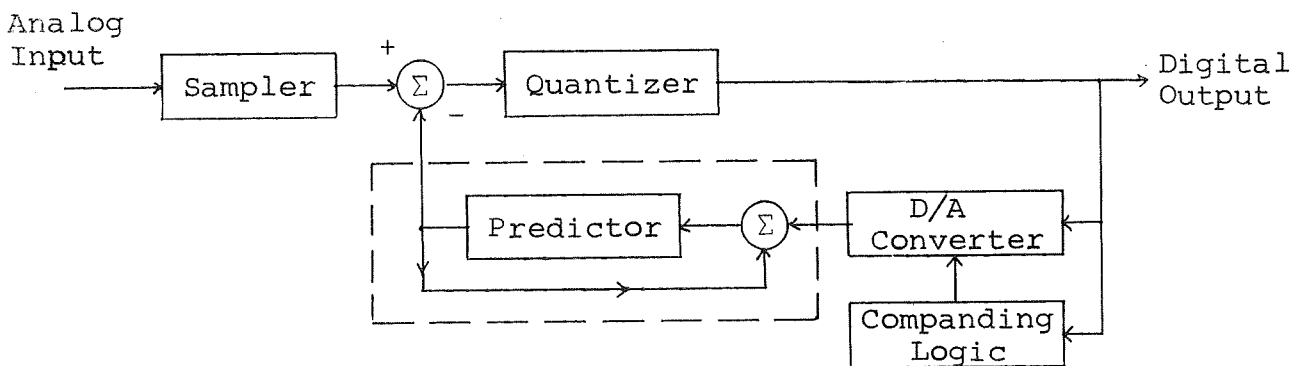 Analog
Input
+
Sampler
Σ
Quantizer
Digital
Output
−
Predictor
Σ
D/A
Converter
Companding
Logic